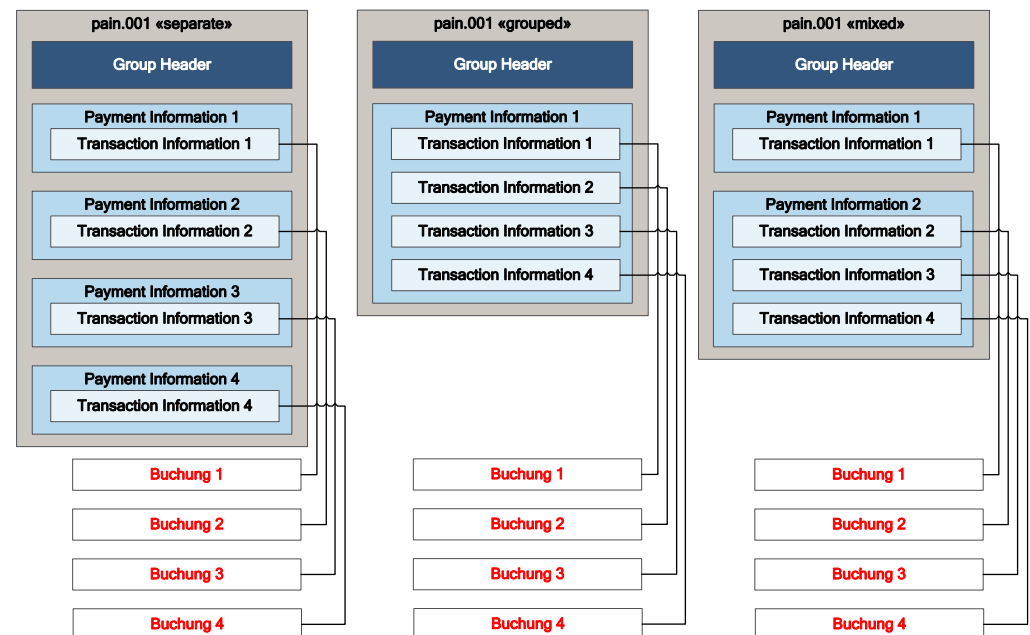 pain.001 «separate»
Group Header
Payment Information 1
Transaction Information 1
Payment Information 2
Transaction Information 2
Payment Information 3
Transaction Information 3
Payment Information 4
Transaction Information 4
Buchung 1
Buchung 2
Buchung 3
Buchung 4
pain.001 «grouped»
Group Header
Payment Information 1
Transaction Information 1
Transaction Information 2
Transaction Information 3
Transaction Information 4
Buchung 1
Buchung 2
Buchung 3
Buchung 4
pain.001 «mixed»
Group Header
Payment Information 1
Transaction Information 1
Payment Information 2
Transaction Information 2
Transaction Information 3
Transaction Information 4
Buchung 1
Buchung 2
Buchung 3
Buchung 4